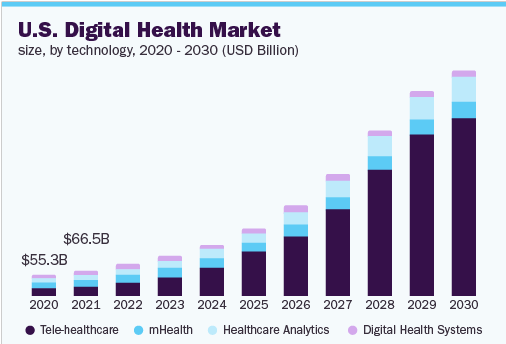 U.S. Digital Health Market
size, by technology, 2020 - 2030 (USD Billion)
$66.5B
$55.3B
2020 2021 2022 2023 2024 2025 2026 2027 2028 2029 2030
Tele-healthcare mHealth Healthcare Analytics Digital Health Systems